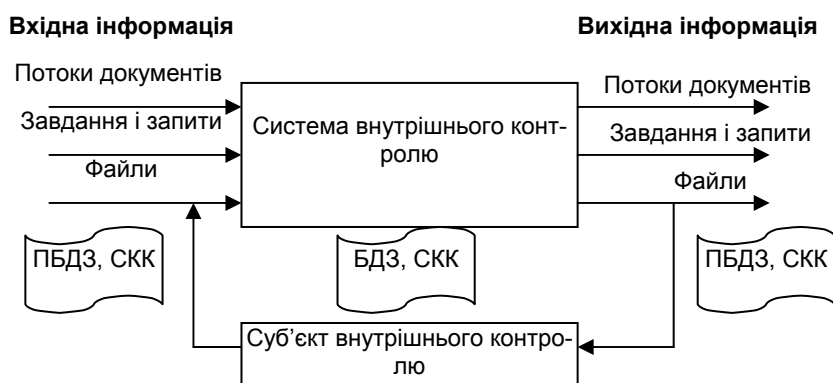 Вхідна інформація
Вихідна інформація
Потоки документів
Завдання і запити
Файли
Система внутрішнього конт-
ролю
Потоки документів
Завдання і запити
Файли
ПБДЗ, СКК
БДЗ, СКК
ПБДЗ, СКК
Суб’єкт внутрішнього контро-
лю